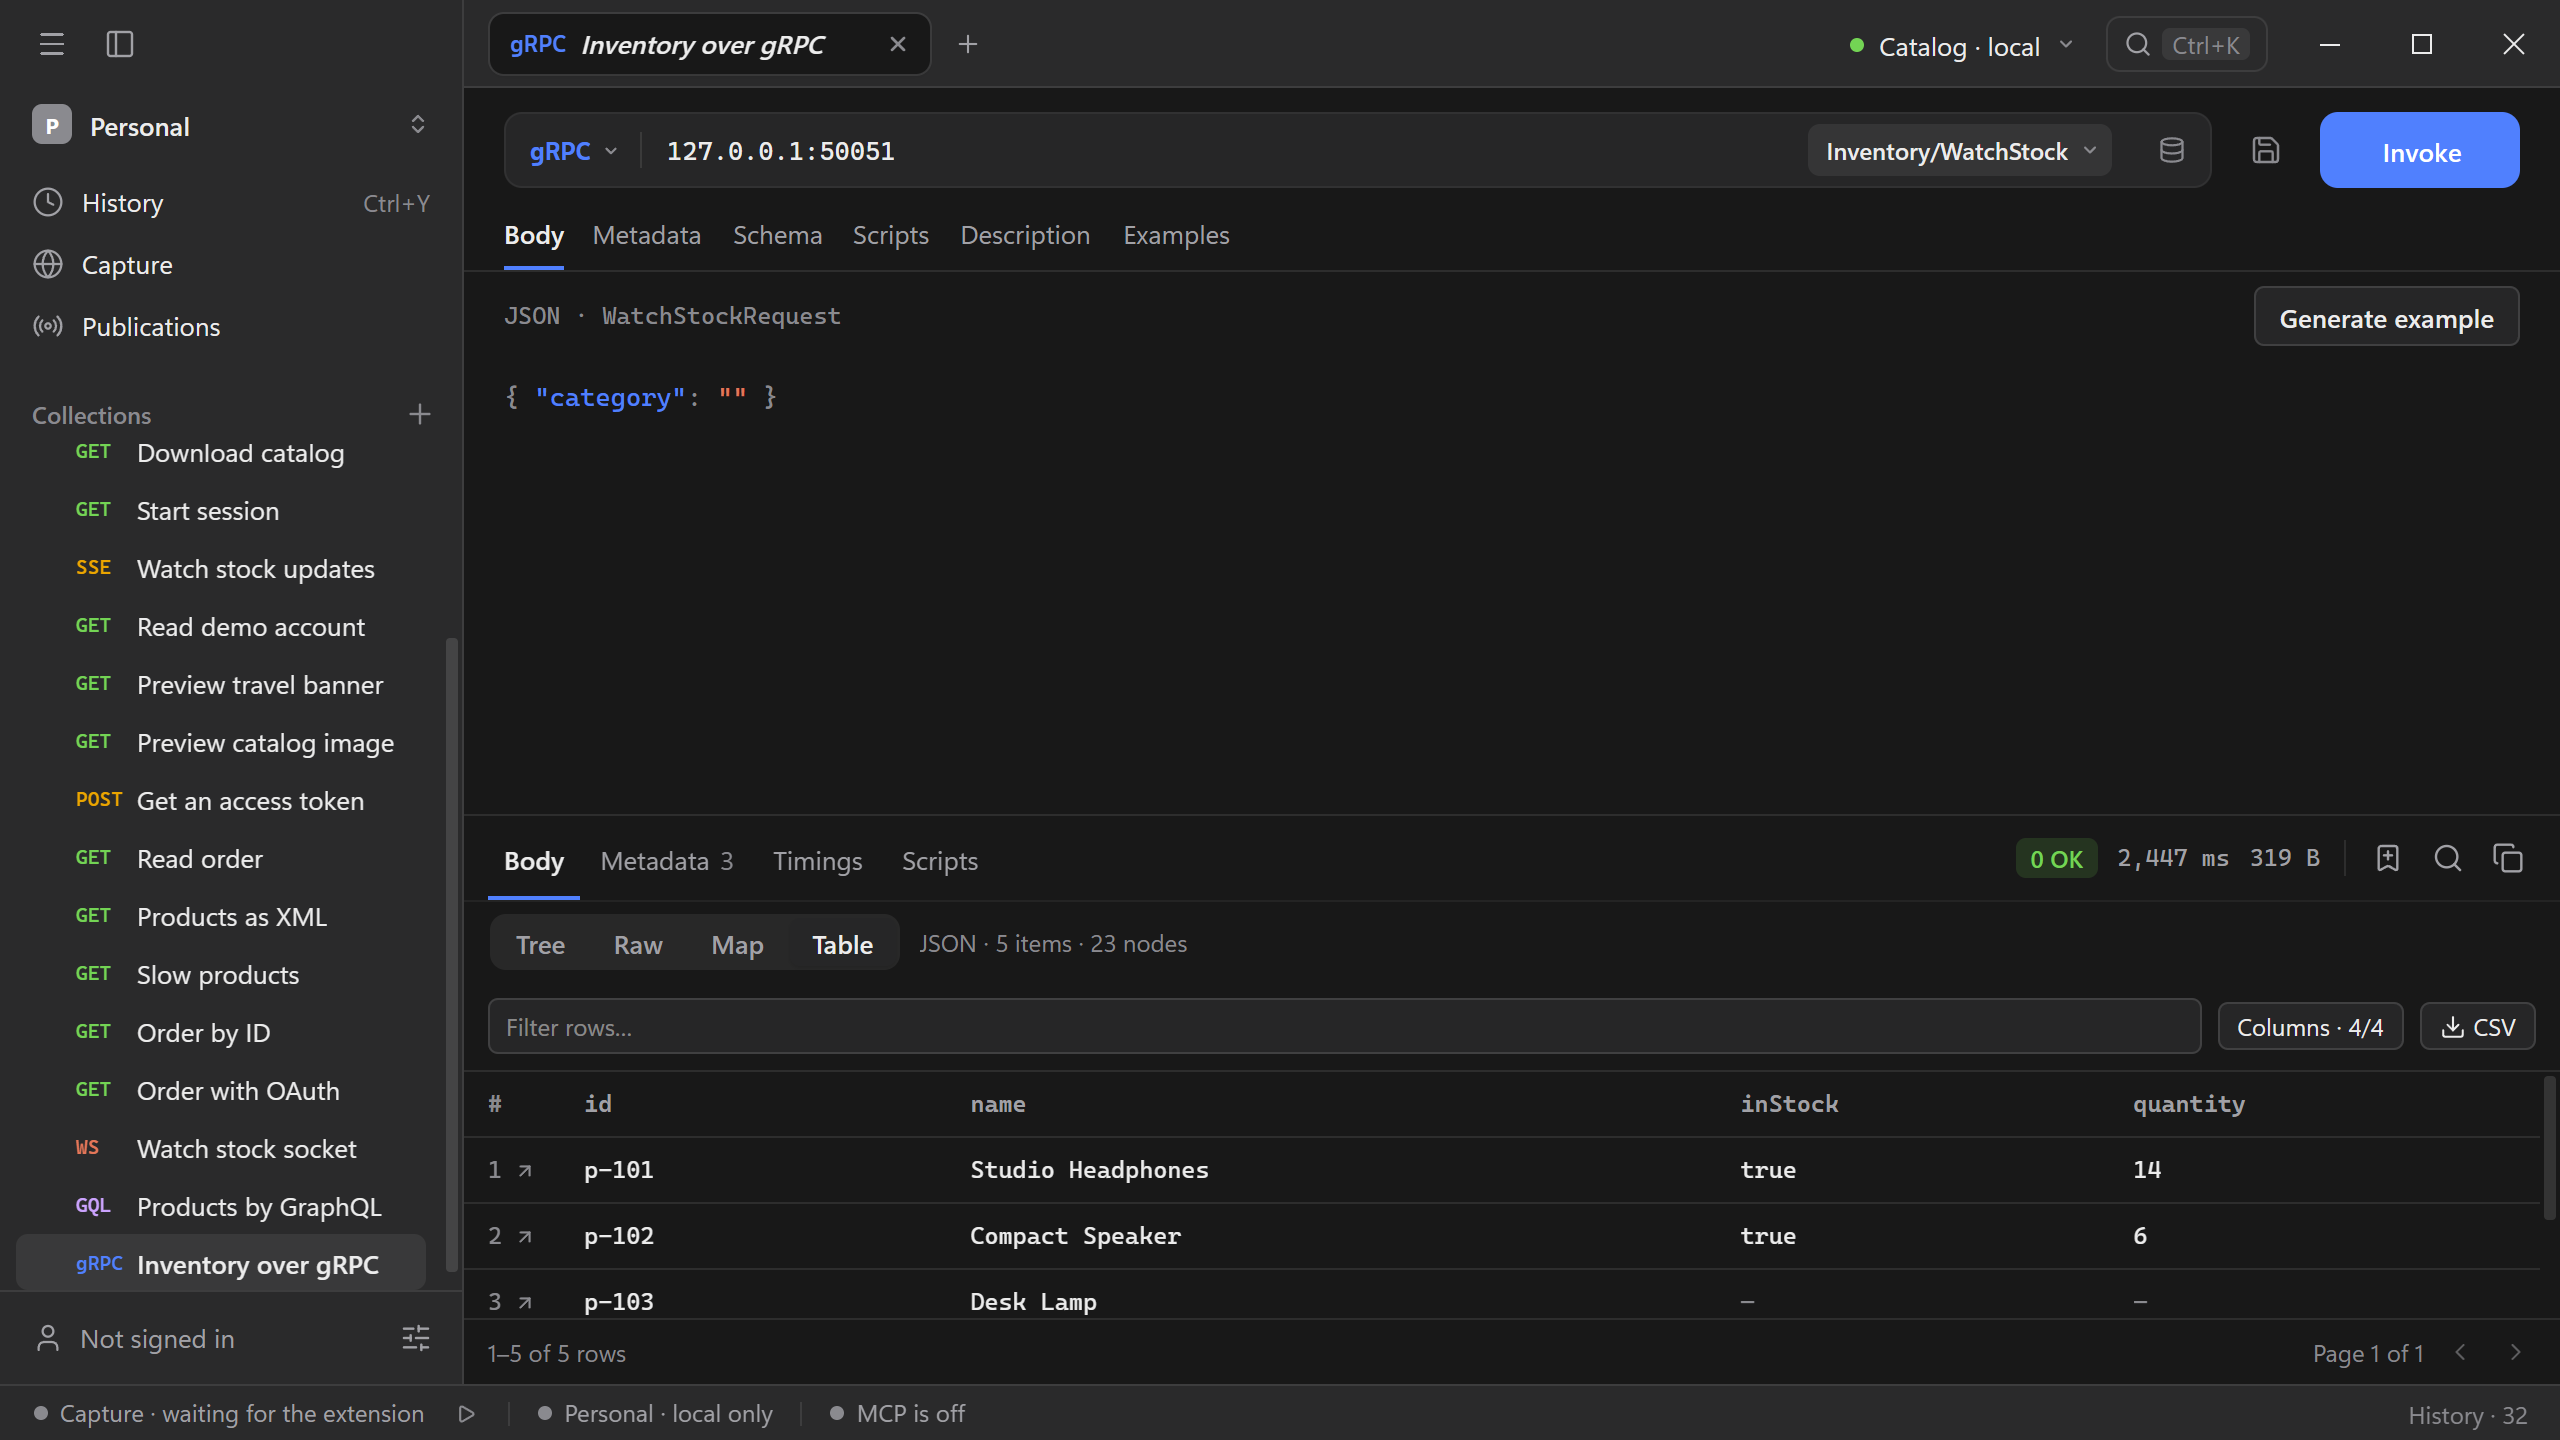 gRPC Inventory over gRPC
Catalog · local
Ctrl+K
P Personal
History Ctrl+Y
Capture
Publications
Collections
GET Download catalog
GET Start session
SSE Watch stock updates
GET Read demo account
GET Preview travel banner
GET Preview catalog image
POST Get an access token
GET Read order
GET Products as XML
GET Slow products
GET Order by ID
GET Order with OAuth
WS Watch stock socket
GQL Products by GraphQL
gRPC Inventory over gRPC
Not signed in
gRPC 127.0.0.1:50051 Inventory/WatchStock
Invoke
Body Metadata Schema Scripts Description Examples
JSON · WatchStockRequest
Generate example
{ "category": "" }
Body Metadata 3 Timings Scripts
0 OK 2,447 ms 319 B
Tree Raw Map Table JSON · 5 items · 23 nodes
Filter rows...
Columns · 4/4
CSV
# id name inStock quantity
1 p-101 Studio Headphones true 14
2 p-102 Compact Speaker true 6
3 p-103 Desk Lamp — —
1–5 of 5 rows
Page 1 of 1
Capture · waiting for the extension
Personal · local only
MCP is off
History · 32